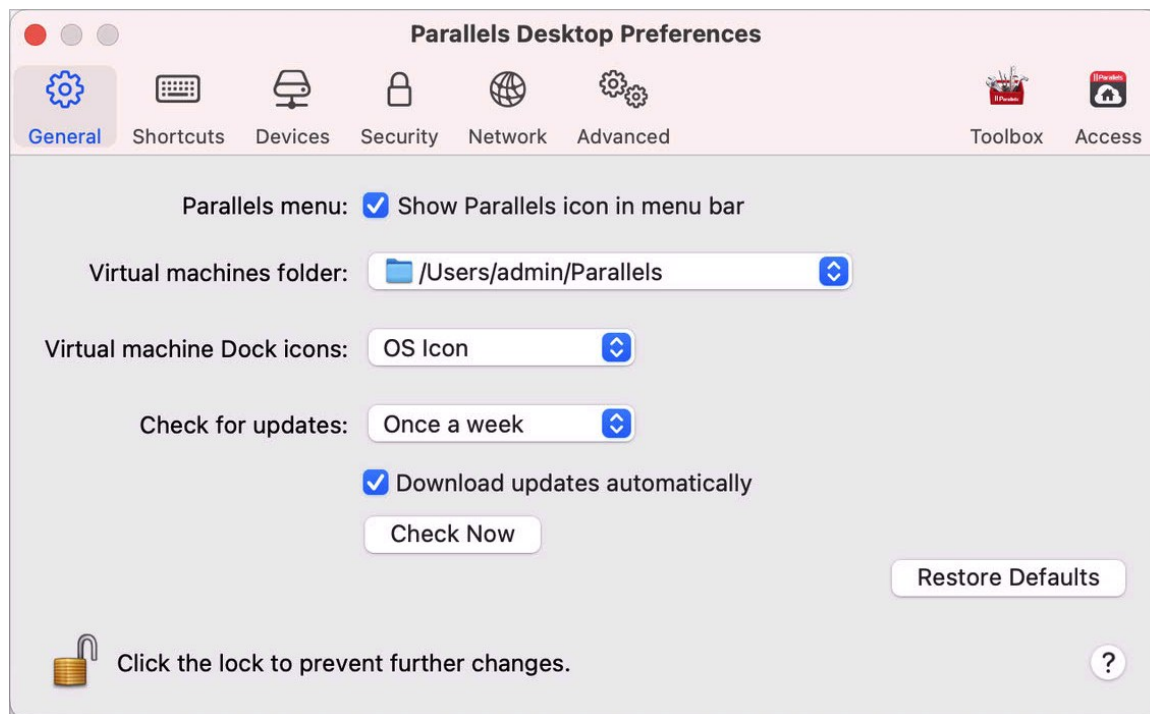 Parallels Desktop Preferences
General Shortcuts Devices Security Network Advanced Toolbox Access
Parallels menu: Show Parallels icon in menu bar
Virtual machines folder: /Users/admin/Parallels
Virtual machine Dock icons: OS Icon
Check for updates: Once a week
Download updates automatically
Check Now
Restore Defaults
Click the lock to prevent further changes. ?